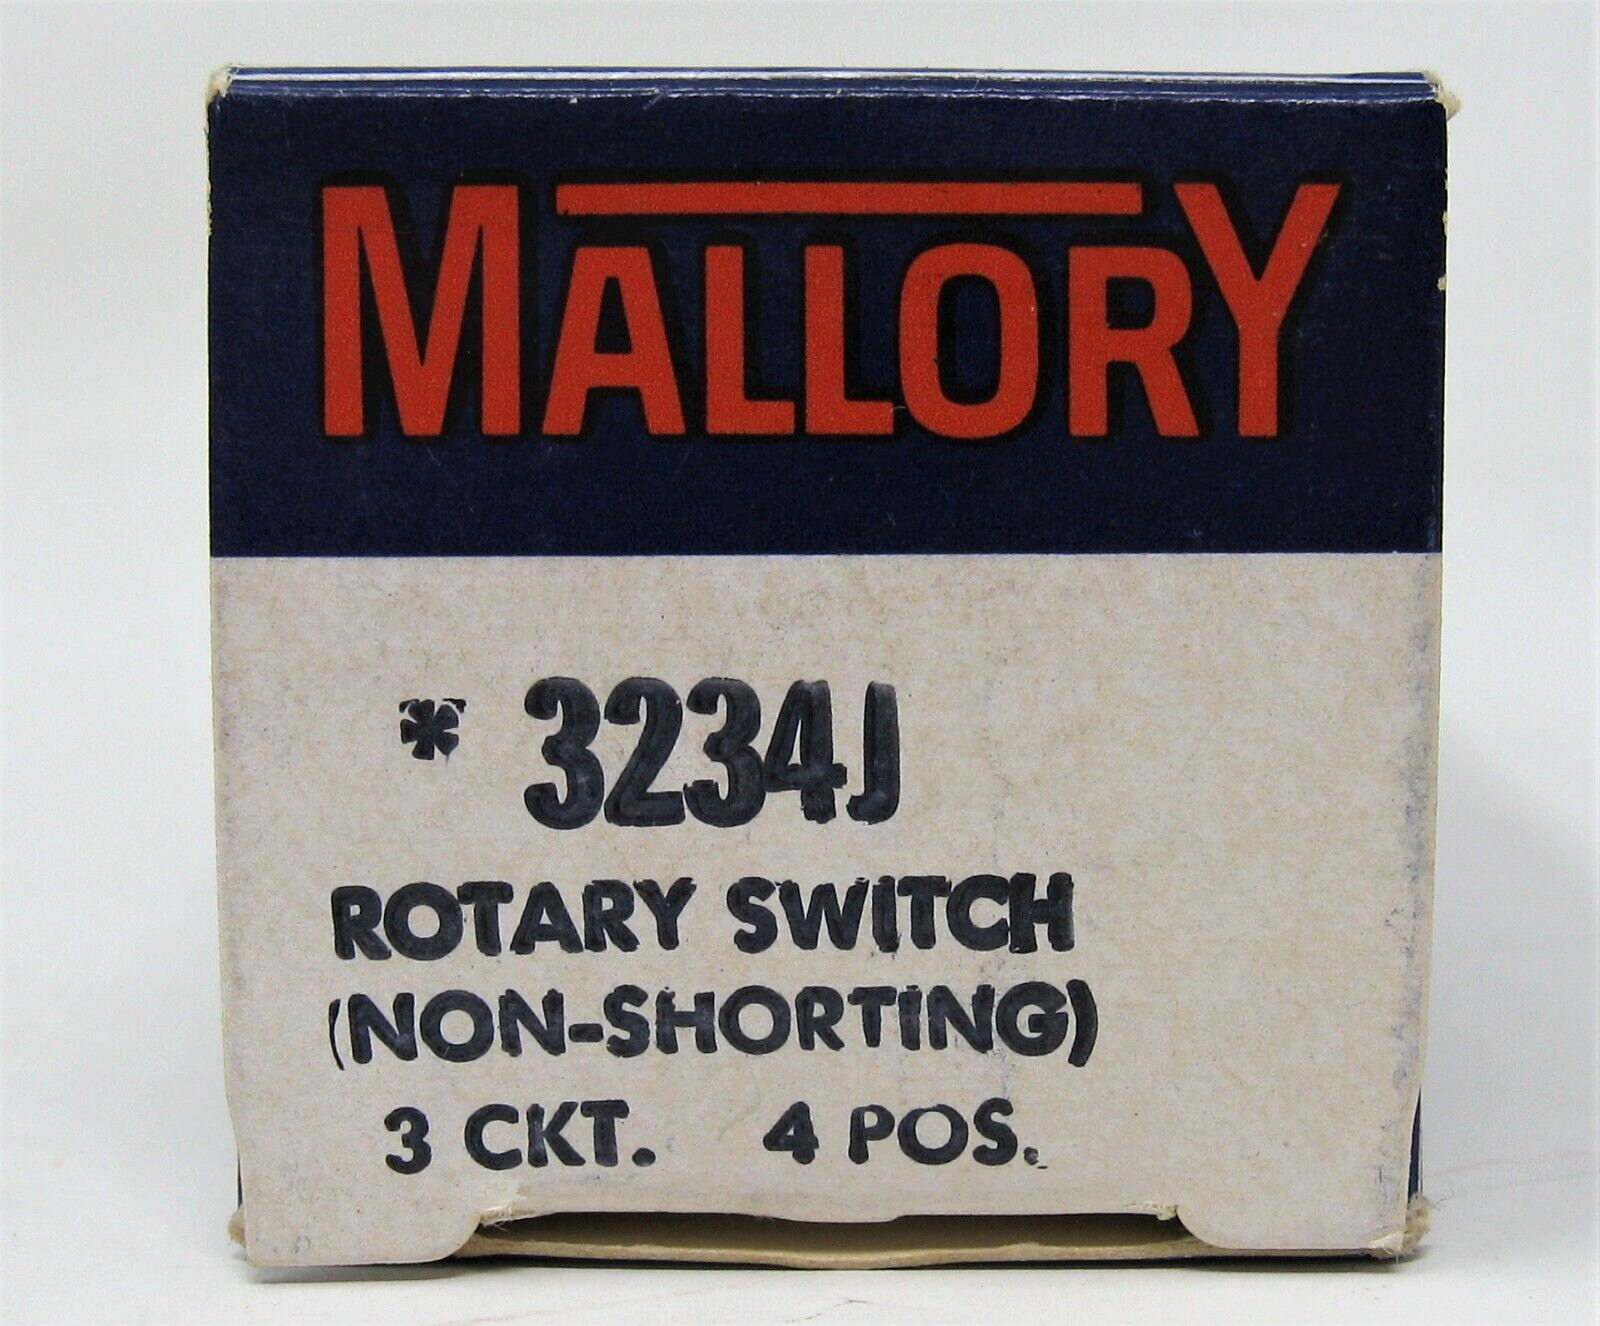 MALLORY
* 3234J
ROTARY SWITCH
(NON-SHORTING)
3 CKT. 4 POS.